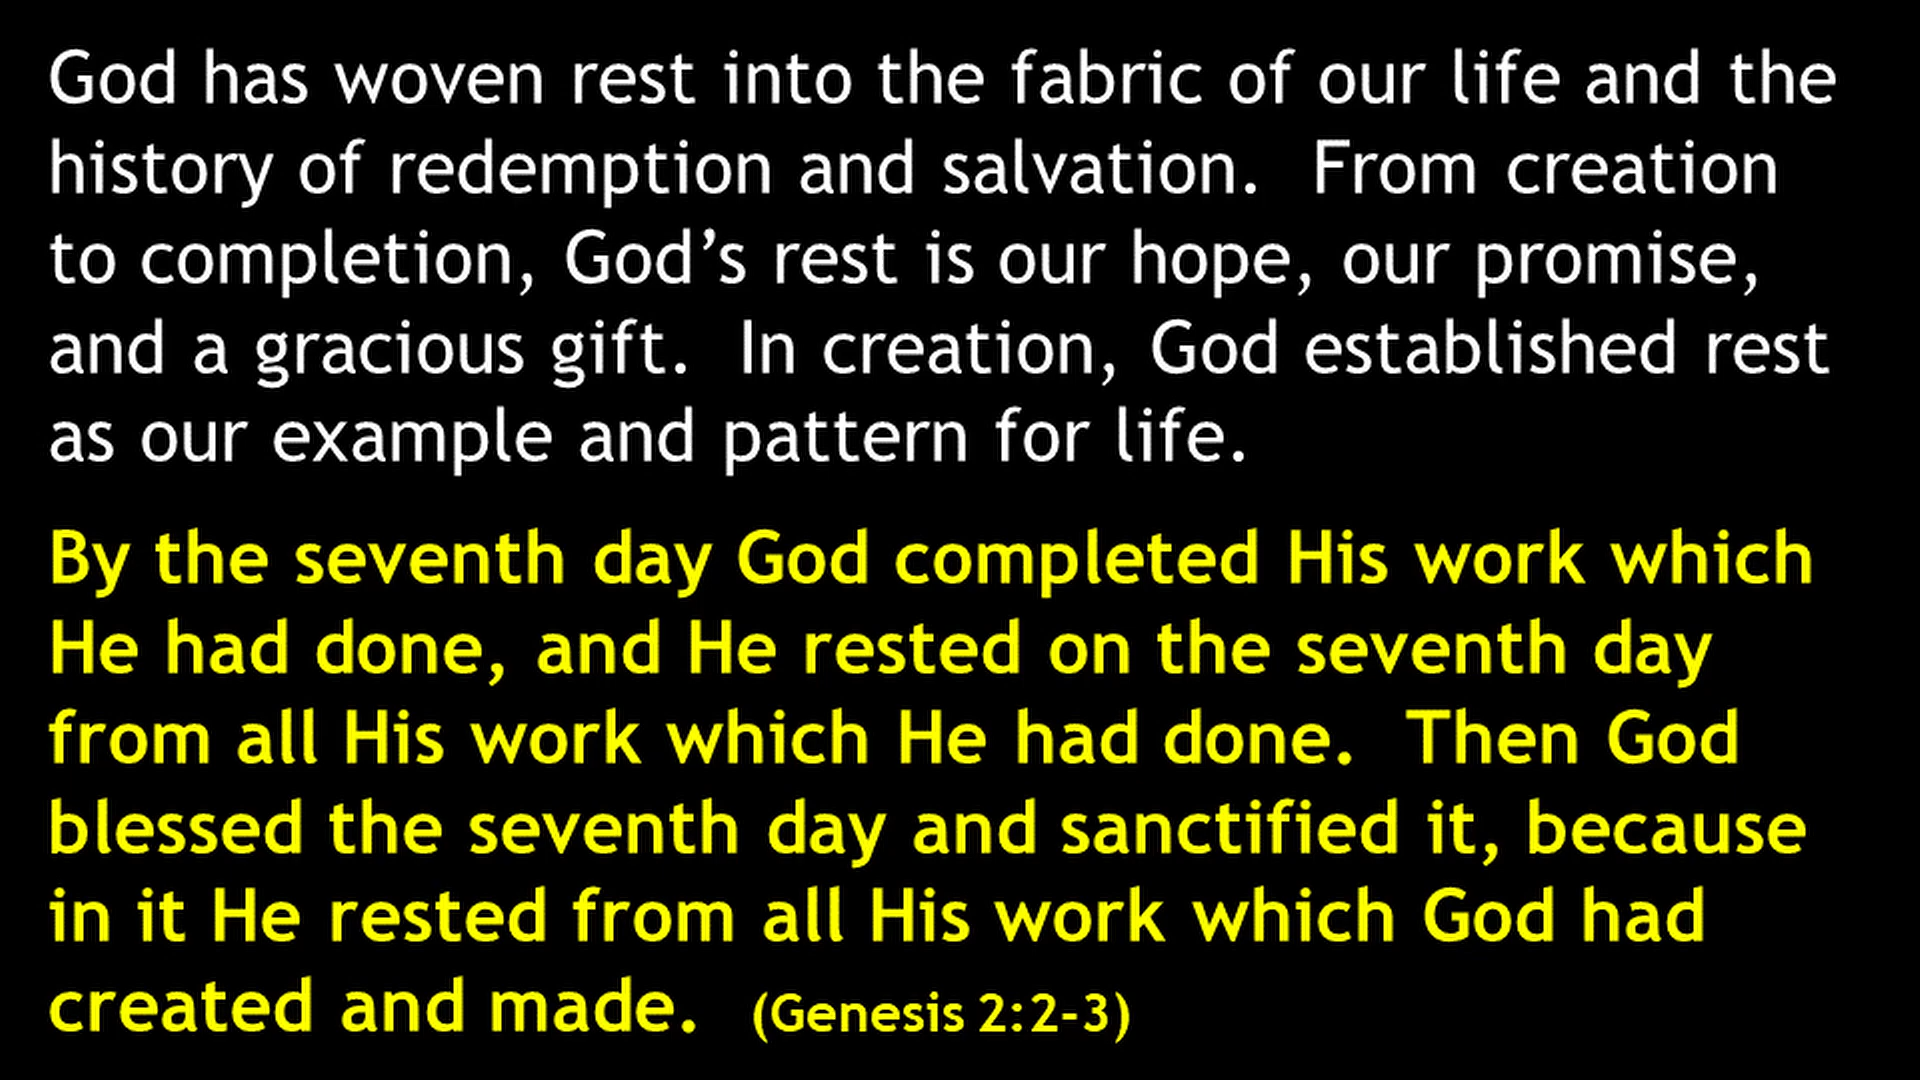 God has woven rest into the fabric of our life and the
history of redemption and salvation.  From creation
to completion, God’s rest is our hope, our promise,
and a gracious gift.  In creation, God established rest
as our example and pattern for life.
By the seventh day God completed His work which
He had done, and He rested on the seventh day
from all His work which He had done.  Then God
blessed the seventh day and sanctified it, because
in it He rested from all His work which God had
created and made.  (Genesis 2:2-3)